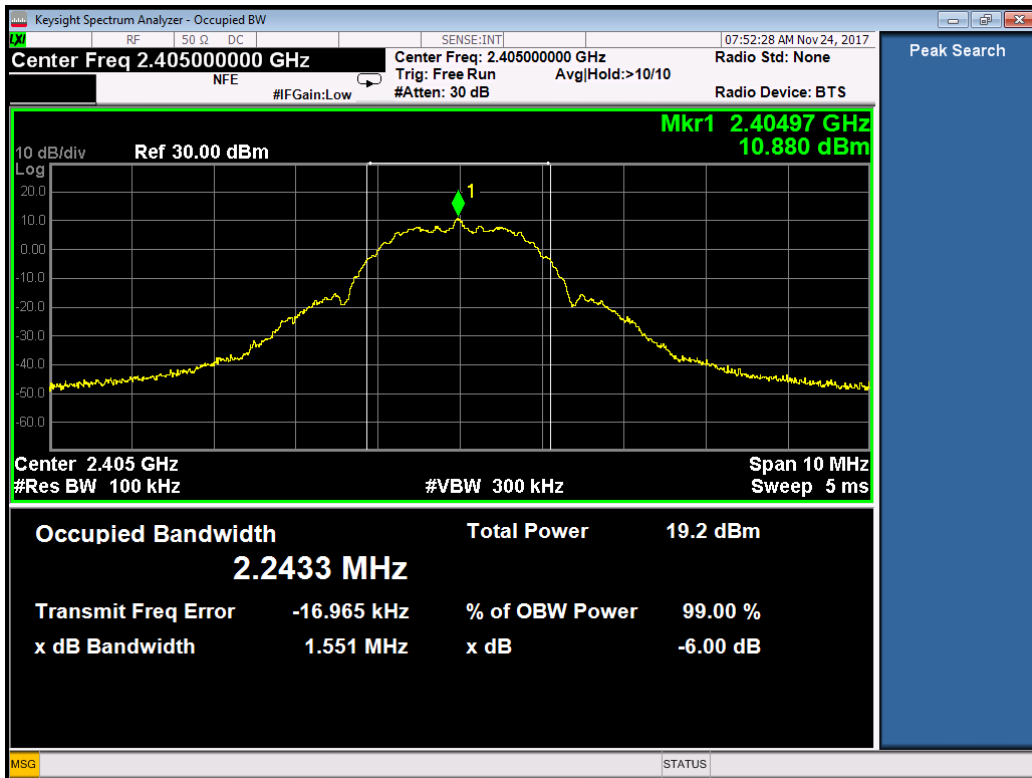 Keysight Spectrum Analyzer - Occupied BW
LXI RF 50 Ω DC SENSE:INT 07:52:28 AM Nov 24, 2017
Center Freq 2.405000000 GHz Center Freq: 2.405000000 GHz Radio Std: None
NFE Trig: Free Run Avg|Hold:>10/10
#IFGain:Low #Atten: 30 dB Radio Device: BTS
Peak Search
Mkr1 2.40497 GHz
10 dB/div Ref 30.00 dBm 10.880 dBm
Log
20.0
1
10.0
0.00
-10.0
-20.0
-30.0
-40.0
-50.0
-60.0
Center 2.405 GHz Span 10 MHz
#Res BW 100 kHz #VBW 300 kHz Sweep 5 ms
Occupied Bandwidth Total Power 19.2 dBm
2.2433 MHz
Transmit Freq Error -16.965 kHz % of OBW Power 99.00 %
x dB Bandwidth 1.551 MHz x dB -6.00 dB
MSG STATUS